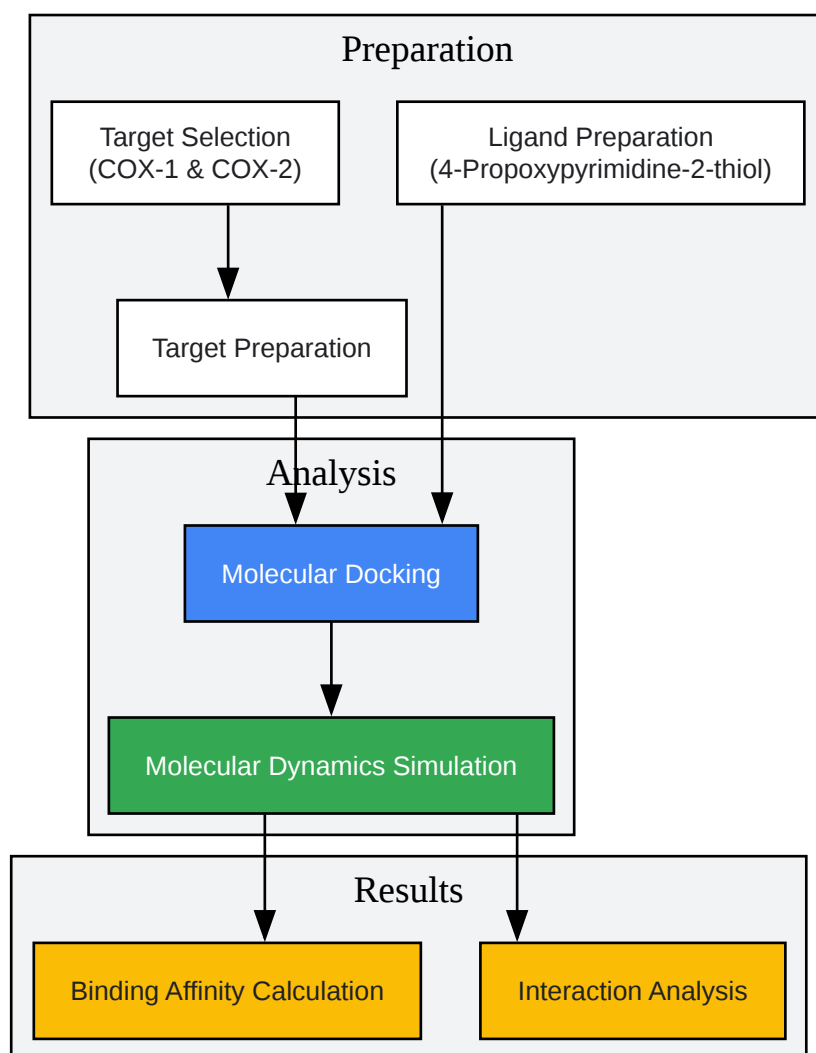 Preparation
Target Selection
(COX-1 & COX-2)
Ligand Preparation
(4-Propoxypyrimidine-2-thiol)
Target Preparation
Analysis
Molecular Docking
Molecular Dynamics Simulation
Results
Binding Affinity Calculation
Interaction Analysis